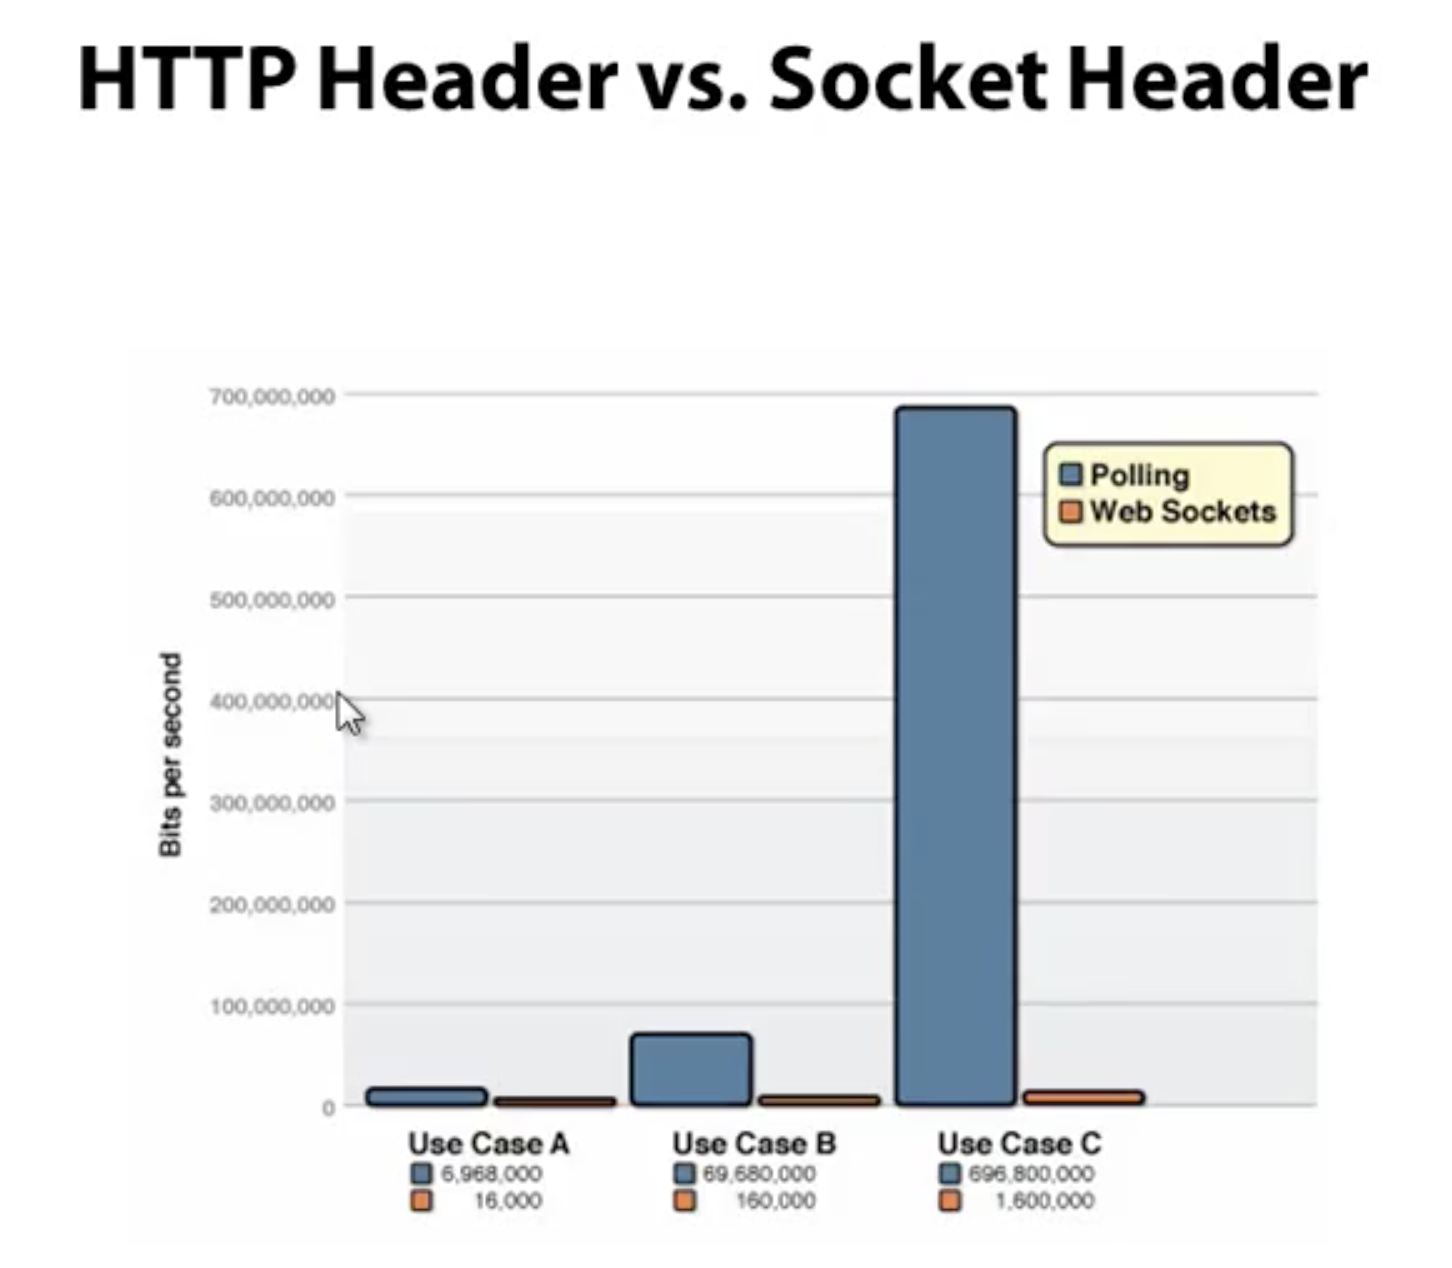 HTTP Header vs. Socket Header
700,000,000
600,000,000
500,000,000
400,000,000
300,000,000
200,000,000
100,000,000
0
Bits per second
Polling
Web Sockets
Use Case A
6,968,000
16,000
Use Case B
69,680,000
160,000
Use Case C
696,800,000
1,600,000